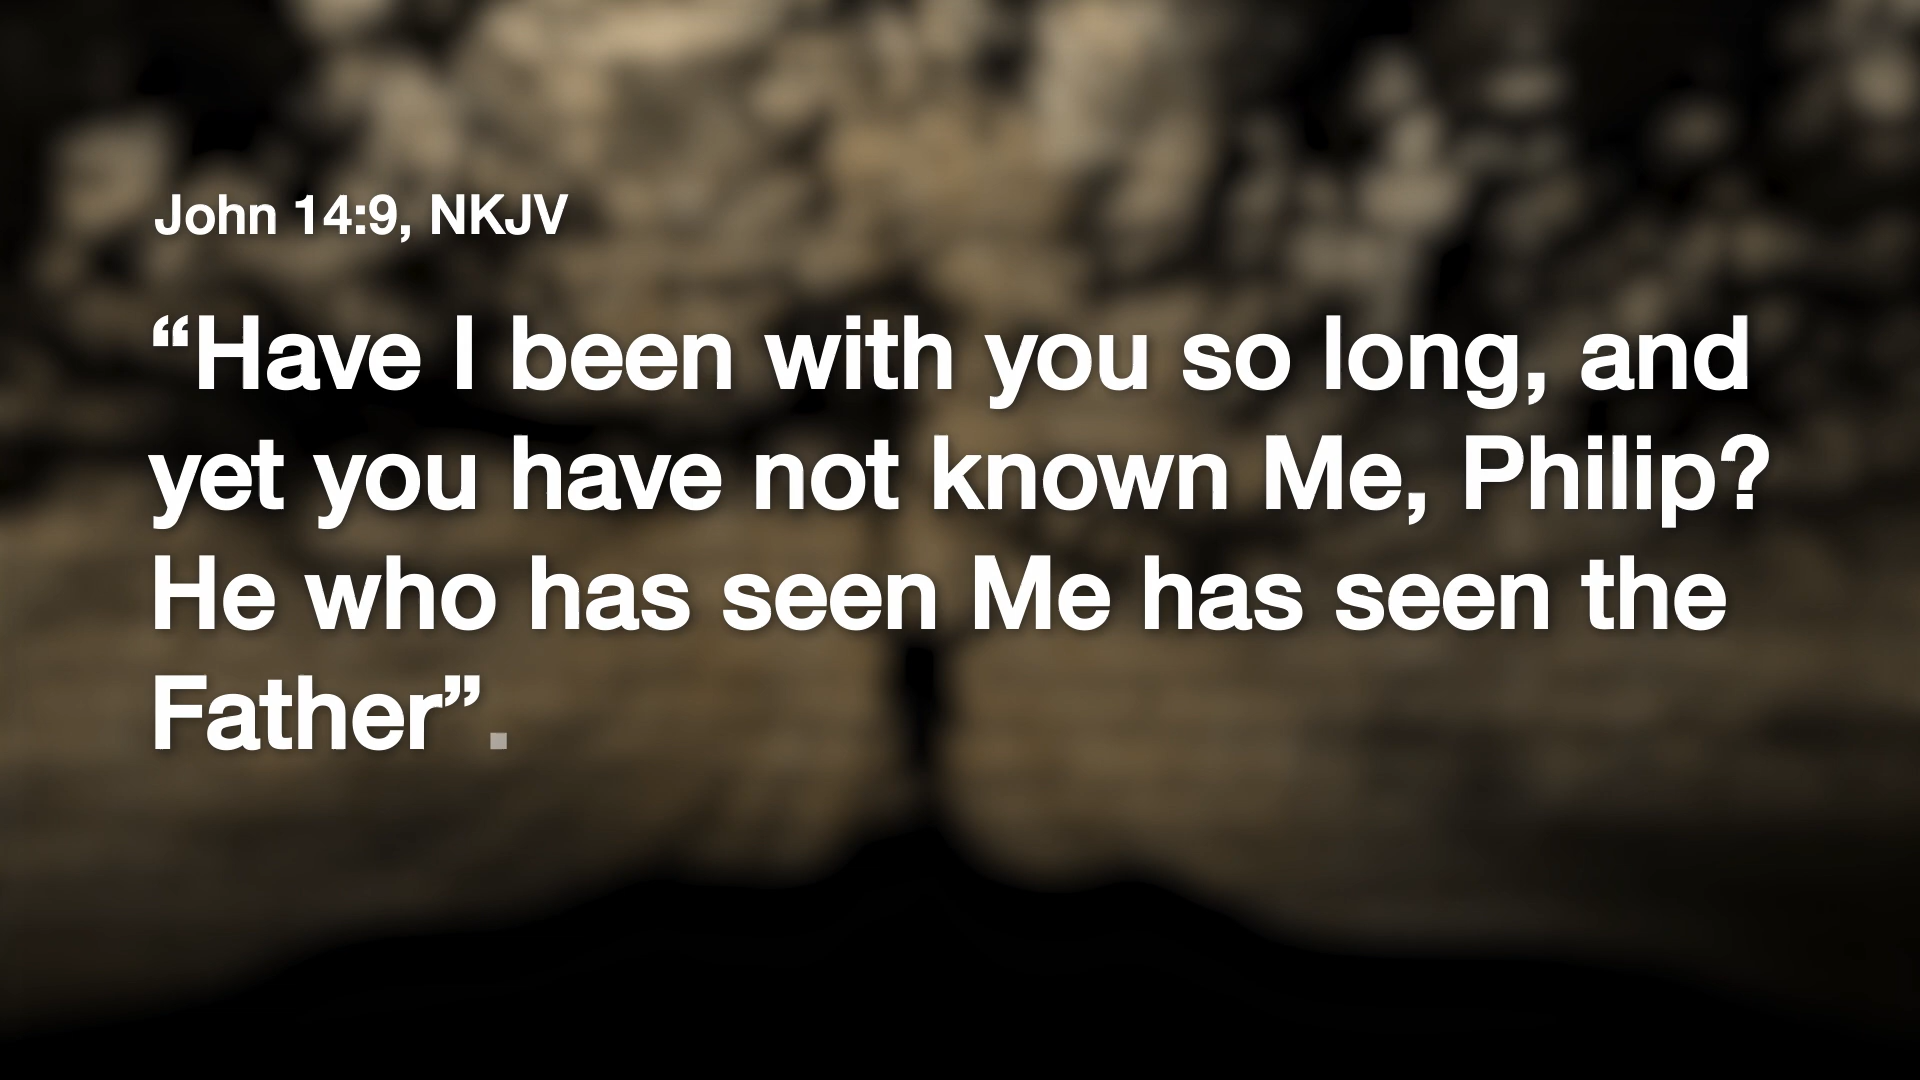 John 14:9, NKJV
“Have I been with you so long, and
yet you have not known Me, Philip?
He who has seen Me has seen the
Father”.